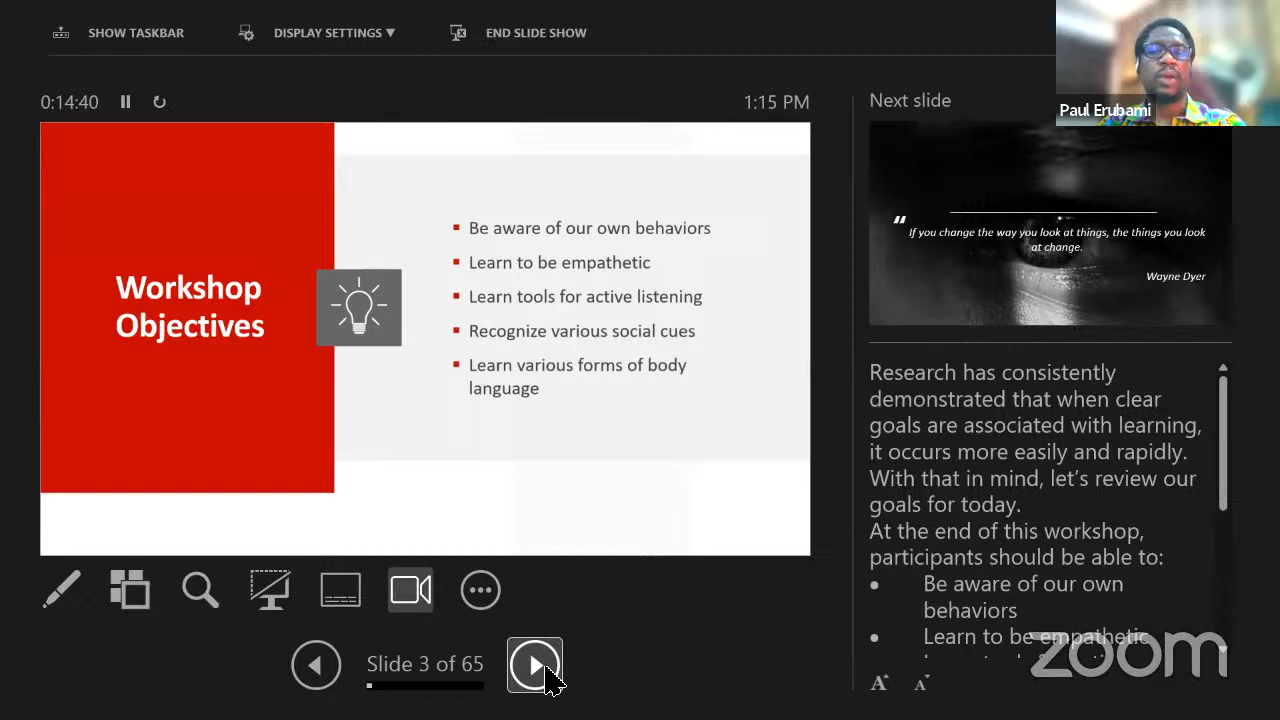 SHOW TASKBAR
DISPLAY SETTINGS ▼
END SLIDE SHOW
Paul Erubami
0:14:40
1:15 PM
Next slide
Workshop
Objectives
Be aware of our own behaviors
Learn to be empathetic
Learn tools for active listening
Recognize various social cues
Learn various forms of body
language
“
If you change the way you look at things, the things you look
at change.
Wayne Dyer
Research has consistently
demonstrated that when clear
goals are associated with learning,
it occurs more easily and rapidly.
With that in mind, let’s review our
goals for today.
At the end of this workshop,
participants should be able to:
• Be aware of our own
behaviors
• Learn to be empathetic
zoom
Slide 3 of 65
A A